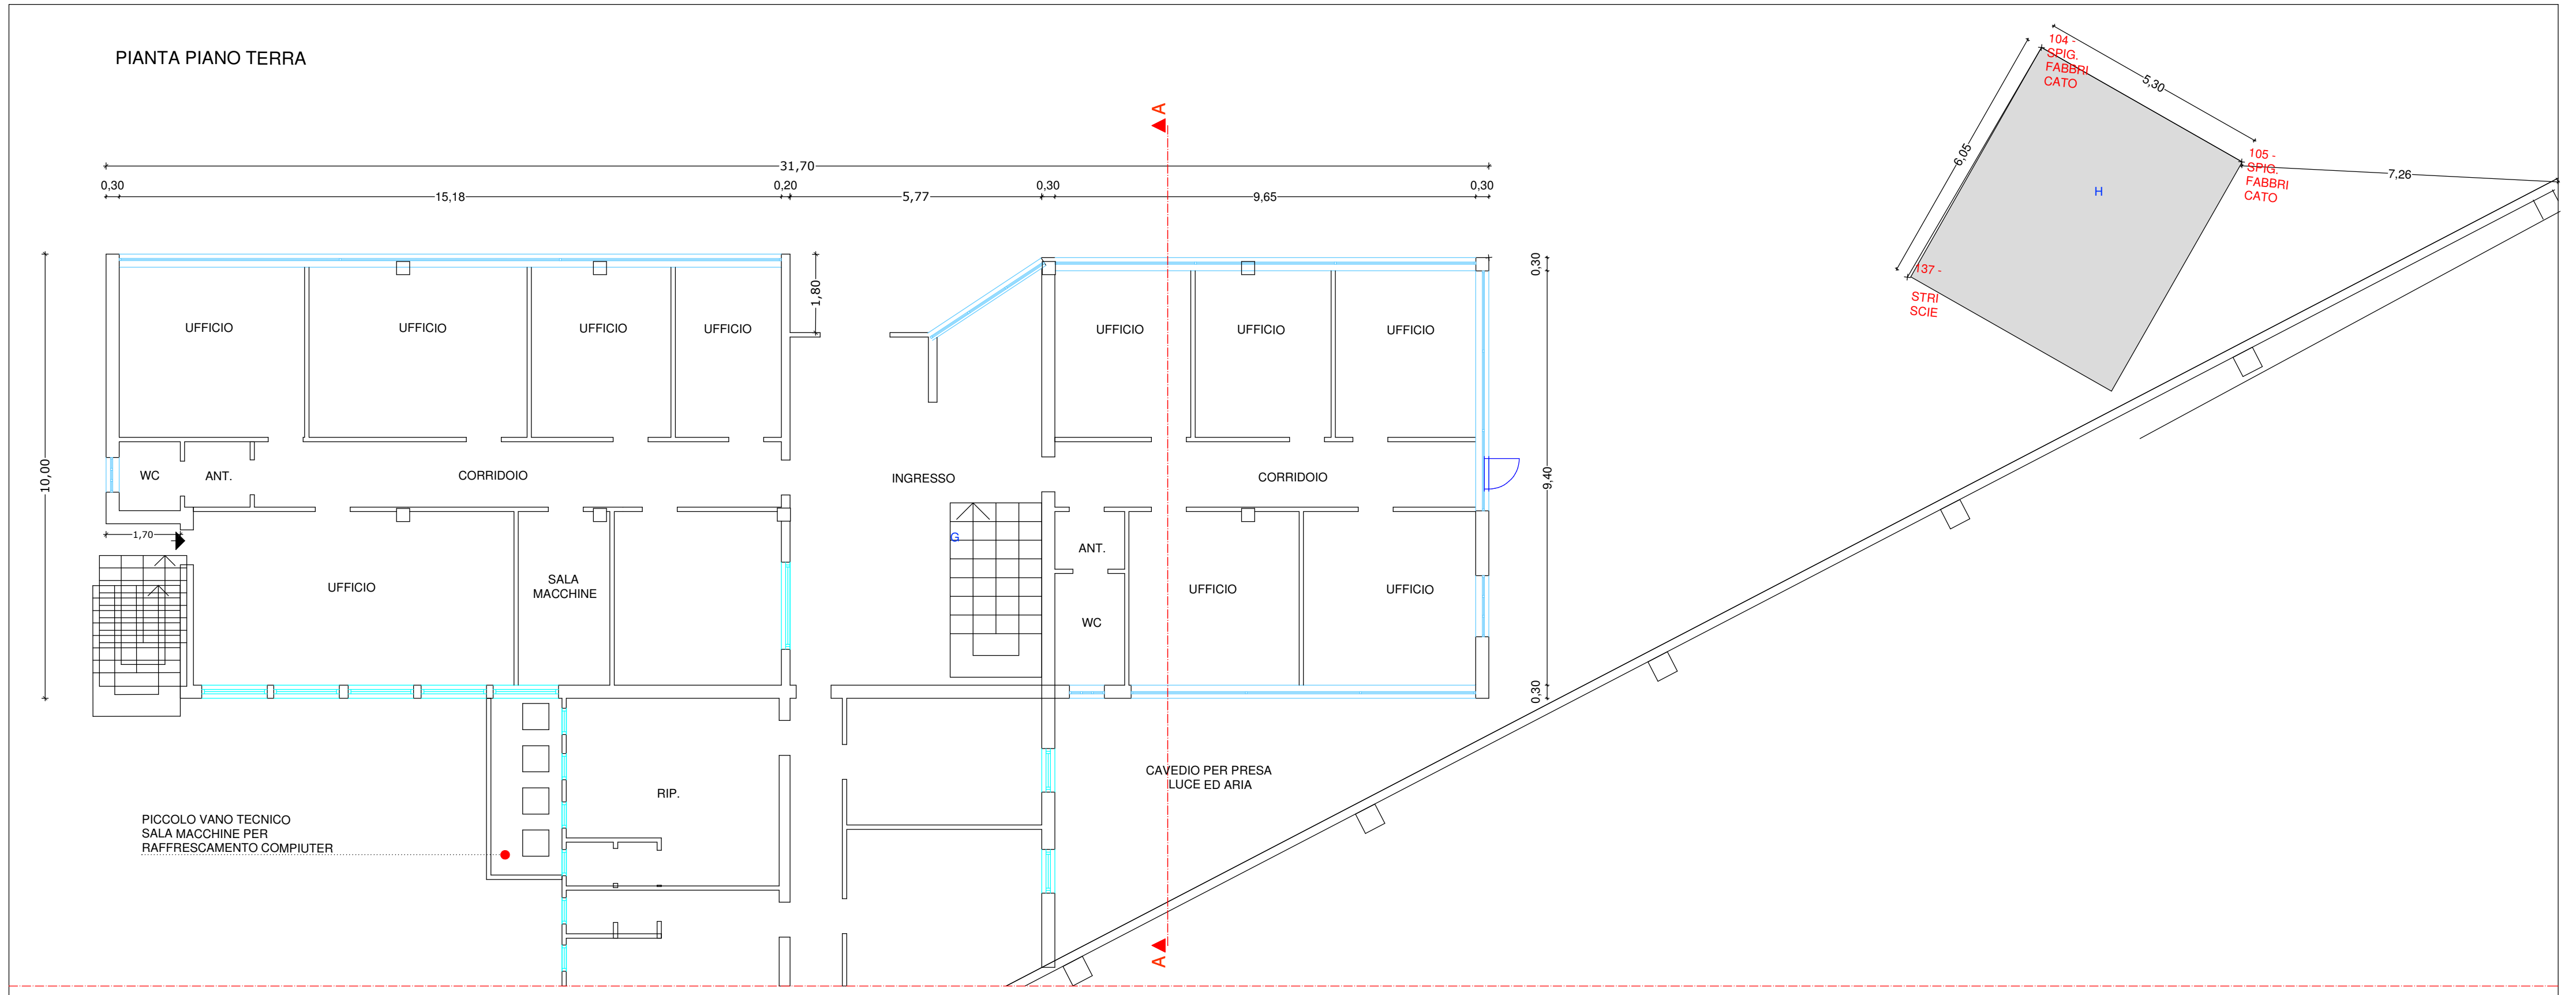 PIANTA PIANO TERRA
A
31,70
0,30
15,18
0,20
5,77
0,30
9,65
0,30
104 -
SPIG.
FABBRI
CATO
5,30
6,05
105 -
SPIG.
FABBRI
CATO
7,26
H
137 -
STRI
SCIE
1,80
0,30
UFFICIO
UFFICIO
UFFICIO
UFFICIO
UFFICIO
UFFICIO
UFFICIO
10,00
WC
ANT.
CORRIDOIO
INGRESSO
CORRIDOIO
9,40
1,70
G
ANT.
UFFICIO
SALA
MACCHINE
UFFICIO
UFFICIO
WC
0,30
CAVEDIO PER PRESA
LUCE ED ARIA
RIP.
PICCOLO VANO TECNICO
SALA MACCHINE PER
RAFFRESCAMENTO COMPIUTER
A